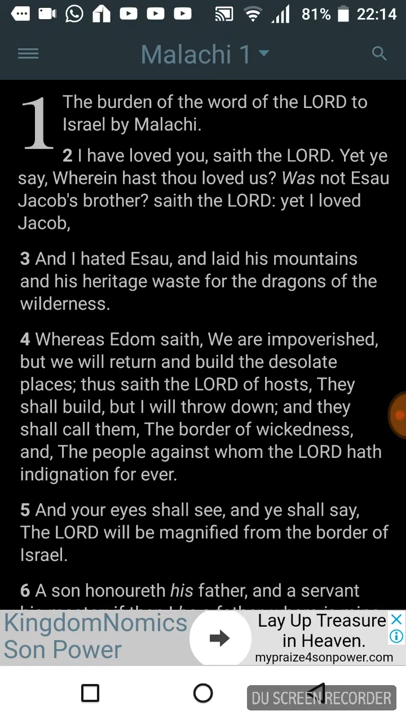 81% 22:14
Malachi 1
1 The burden of the word of the LORD to
Israel by Malachi.
2 I have loved you, saith the LORD. Yet ye
say, Wherein hast thou loved us? Was not Esau
Jacob's brother? saith the LORD: yet I loved
Jacob,
3 And I hated Esau, and laid his mountains
and his heritage waste for the dragons of the
wilderness.
4 Whereas Edom saith, We are impoverished,
but we will return and build the desolate
places; thus saith the LORD of hosts, They
shall build, but I will throw down; and they
shall call them, The border of wickedness,
and, The people against whom the LORD hath
indignation for ever.
5 And your eyes shall see, and ye shall say,
The LORD will be magnified from the border of
Israel.
6 A son honoureth his father, and a servant
KingdomNomics
Son Power
Lay Up Treasure
in Heaven.
mypraize4sonpower.com
DU SCREEN RECORDER